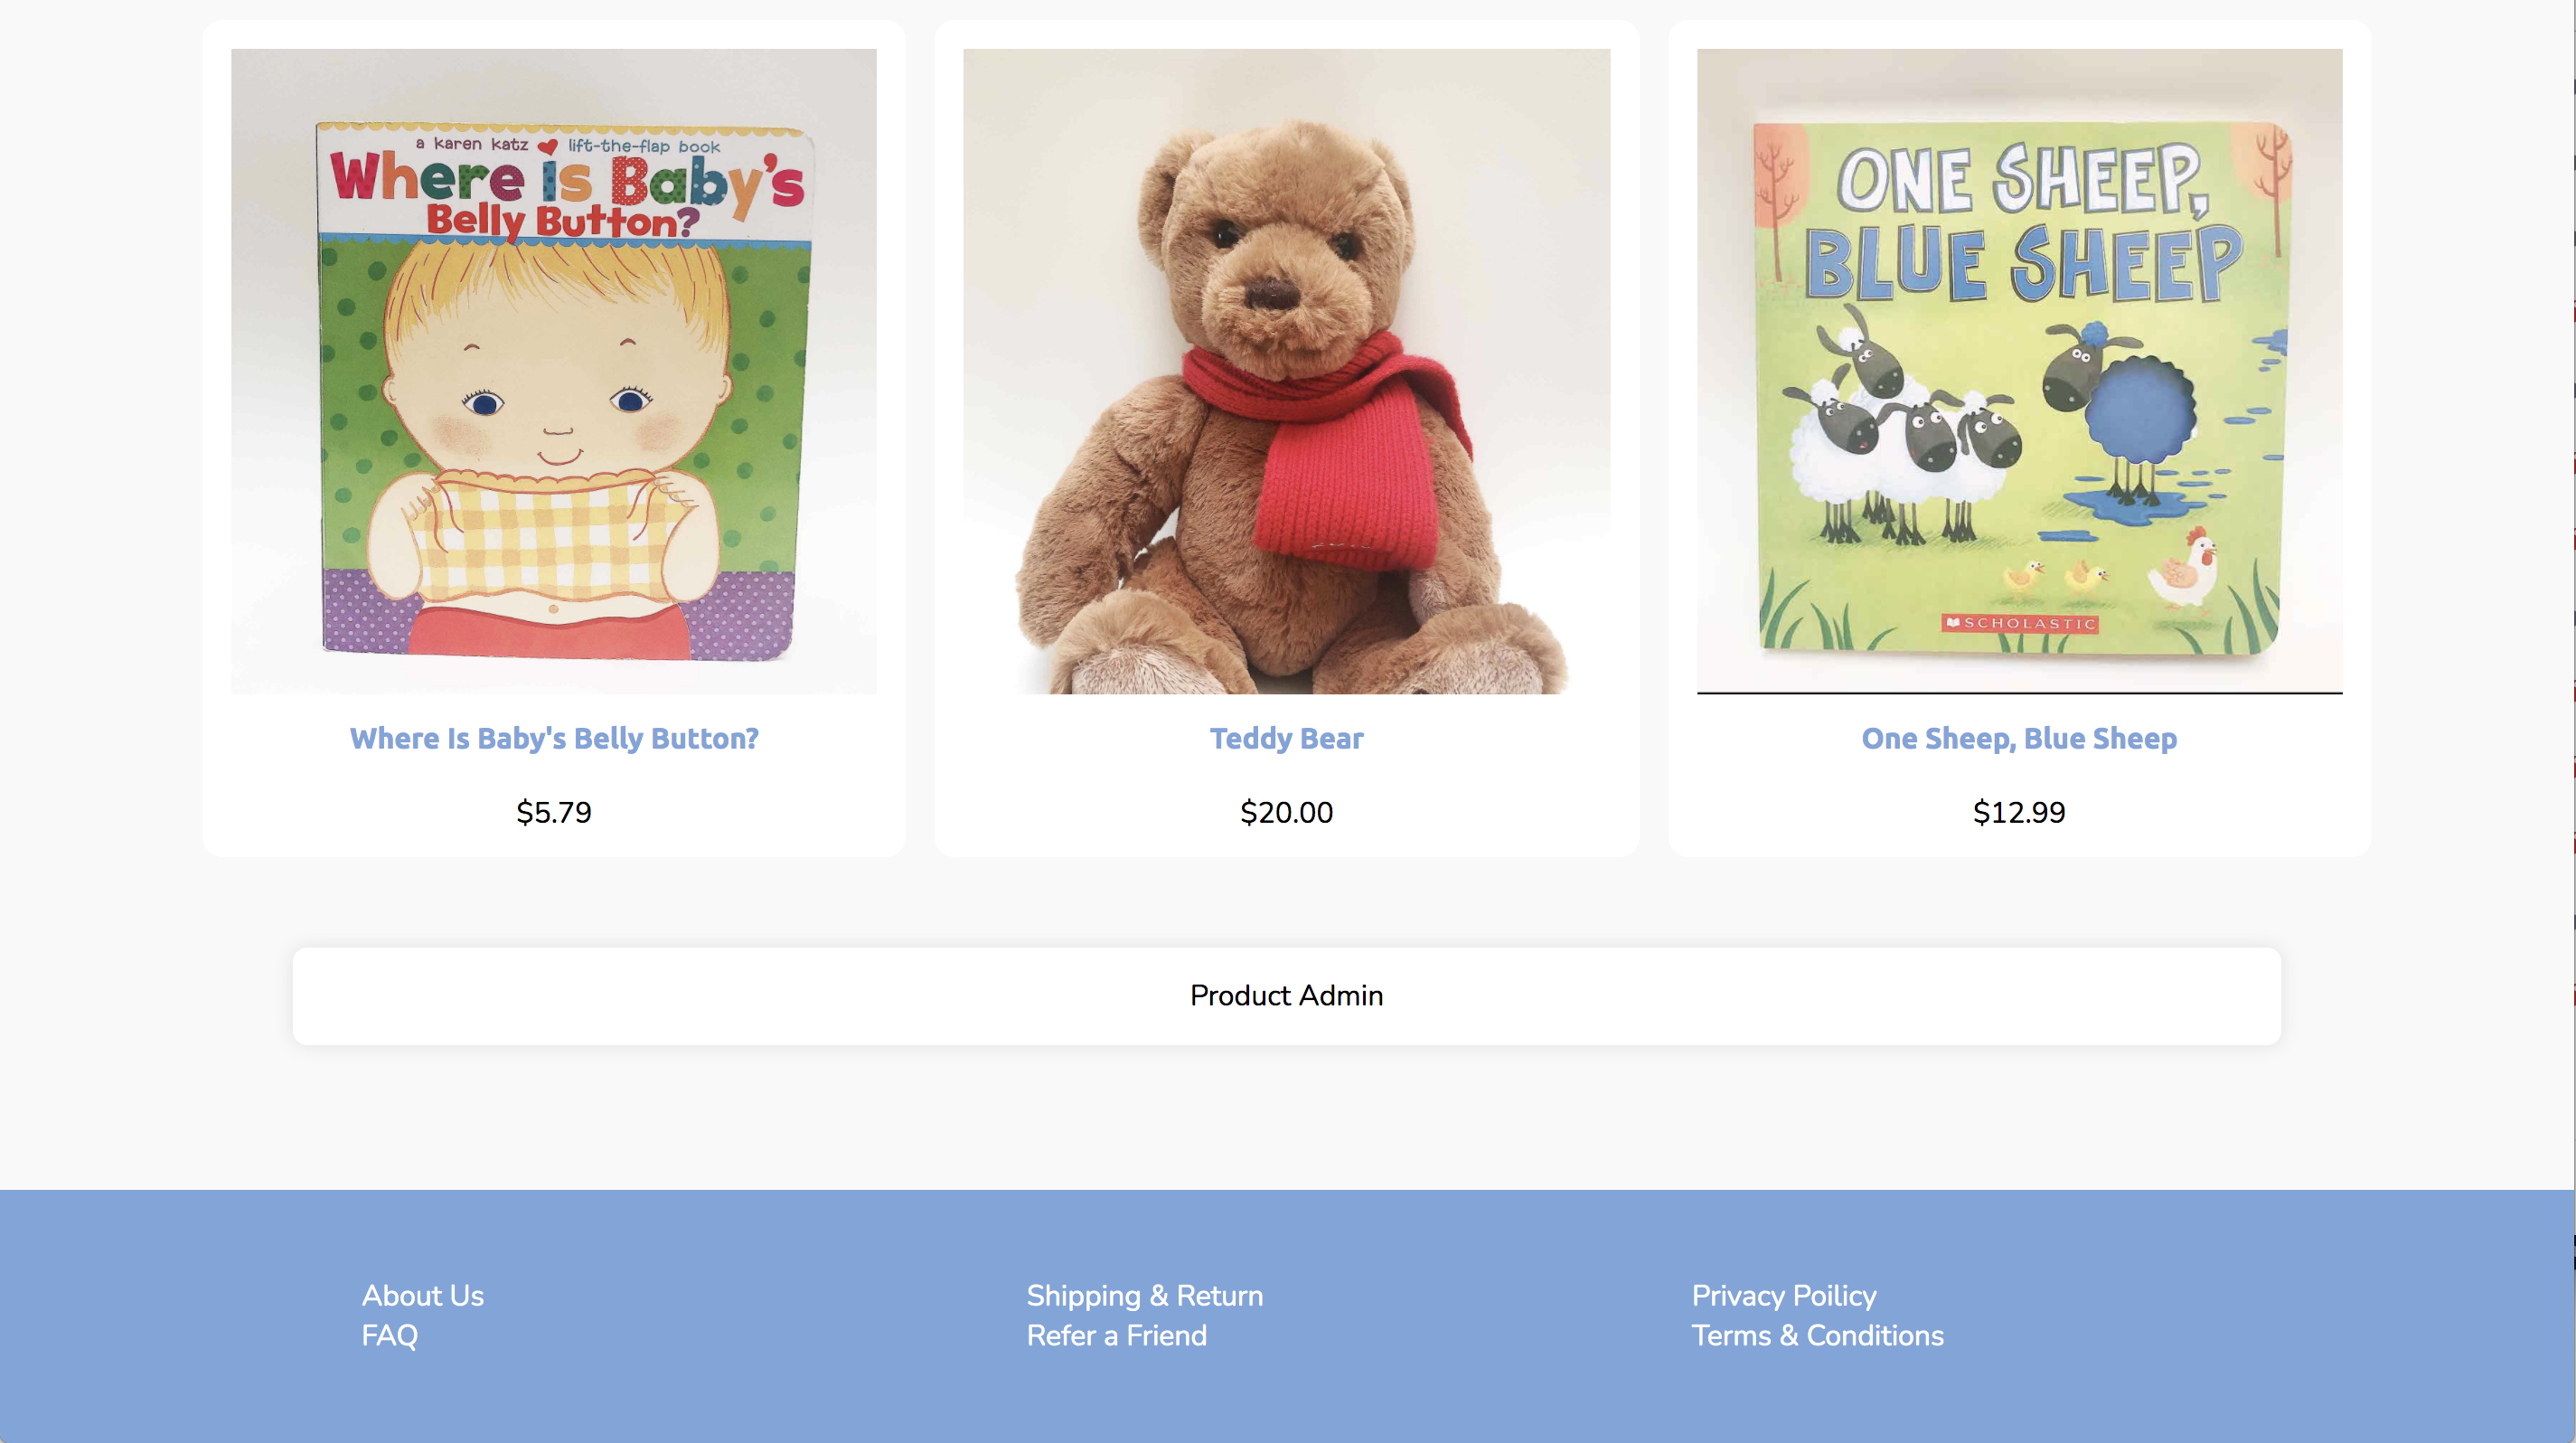 a karen katz lift-the-flap book
Where Is Baby's
Belly Button?
ONE SHEEP,
BLUE SHEEP
SCHOLASTIC
Where Is Baby's Belly Button?
Teddy Bear
One Sheep, Blue Sheep
$5.79
$20.00
$12.99
Product Admin
About Us
Shipping & Return
Privacy Poilicy
FAQ
Refer a Friend
Terms & Conditions